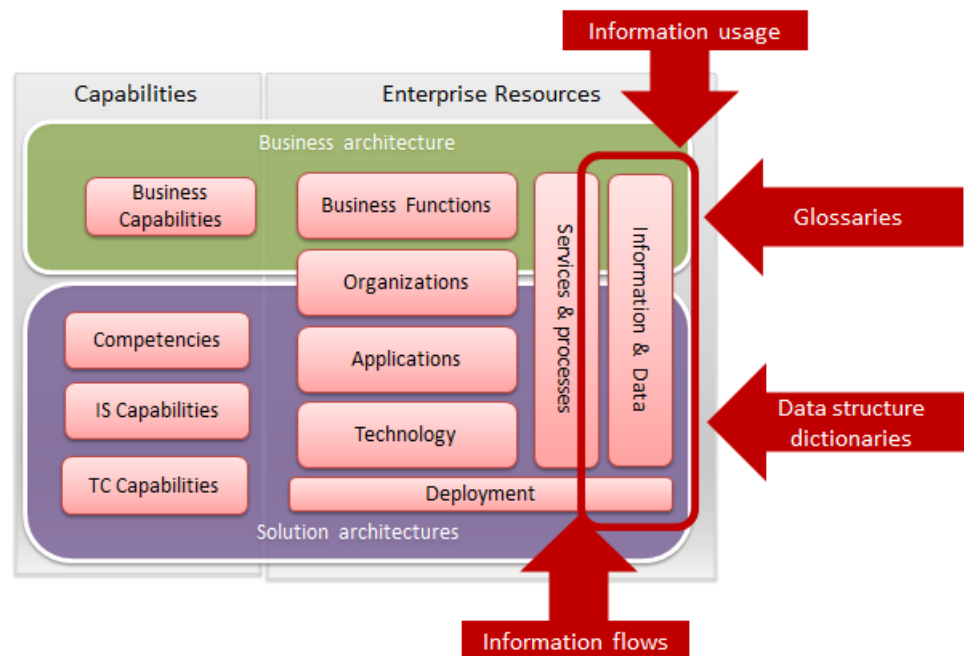 Information usage
Capabilities
Enterprise Resources
Business architecture
Business
Capabilities
Business Functions
Services & processes
Information & Data
Glossaries
Organizations
Competencies
Applications
IS Capabilities
Data structure
dictionaries
Technology
TC Capabilities
Deployment
Solution architectures
Information flows